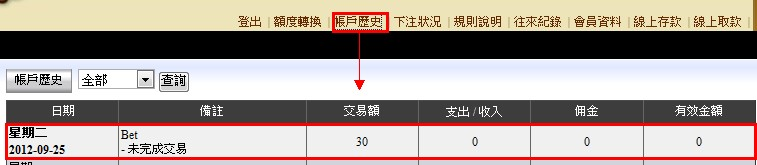 登出 | 額度轉換 | 帳戶歷史 | 下注狀況 | 規則說明 | 往來紀錄 | 會員資料 | 線上存款 | 線上取款 |
帳戶歷史 全部 查詢
日期 備註 交易額 支出 / 收入 佣金 有效金額
星期二 Bet 30 0 0 0
2012-09-25 - 未完成交易